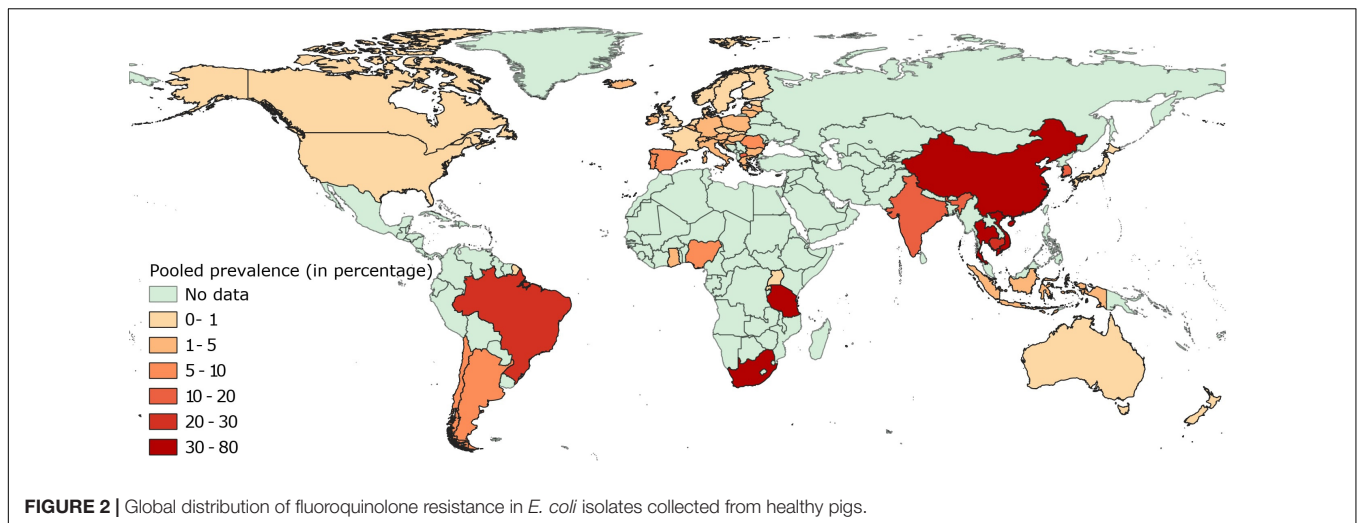 Pooled prevalence (in percentage)
No data
0- 1
1 - 5
5 - 10
10 - 20
20 - 30
30 - 80
FIGURE 2 | Global distribution of fluoroquinolone resistance in E. coli isolates collected from healthy pigs.